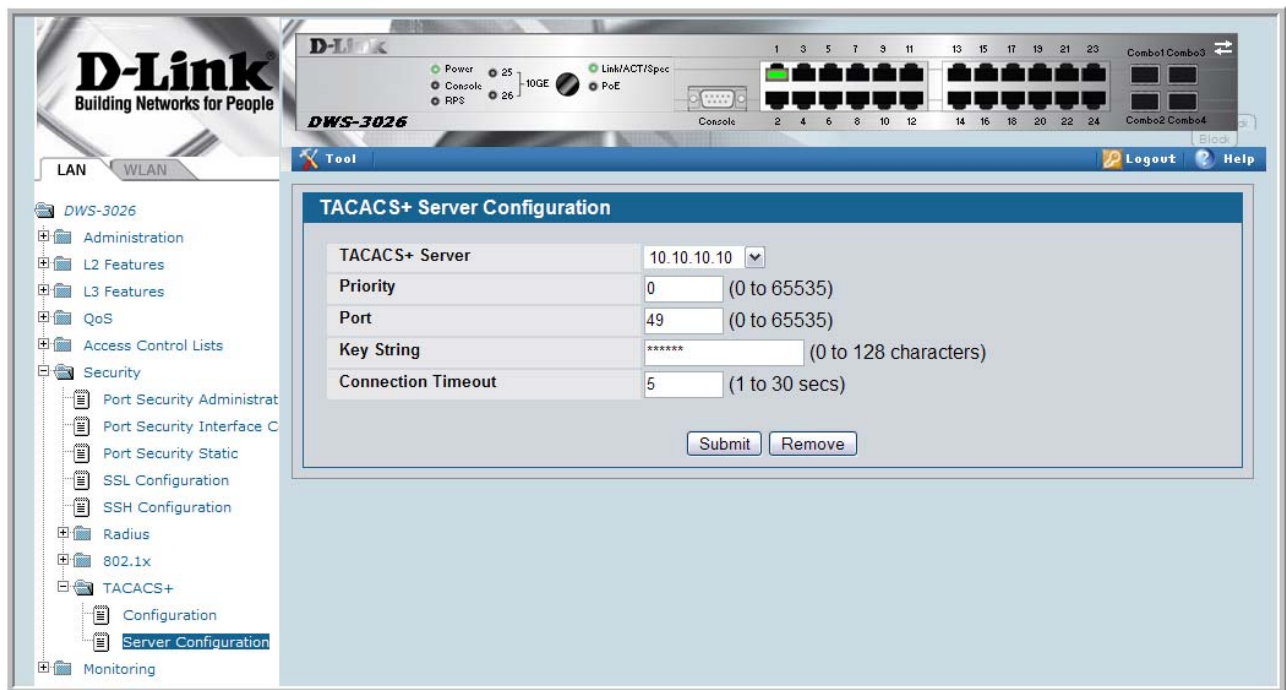 D-Link
Building Networks for People
LAN
WLAN
DWS-3026
Administration
L2 Features
L3 Features
QoS
Access Control Lists
Security
Port Security Administrat
Port Security Interface C
Port Security Static
SSL Configuration
SSH Configuration
Radius
802.1x
TACACS+
Configuration
Server Configuration
Monitoring
D-Link
Power
Console
RPS
25
26
10GE
Link/ACT/Spec
PoE
DWS-3026
Console
1 3 5 7 9 11 13 15 17 19 21 23
2 4 6 8 10 12 14 16 18 20 22 24
Combo1 Combo3
Combo2 Combo4
Block
Tool
Logout
Help
TACACS+ Server Configuration
TACACS+ Server 10.10.10.10
Priority 0 (0 to 65535)
Port 49 (0 to 65535)
Key String ****** (0 to 128 characters)
Connection Timeout 5 (1 to 30 secs)
Submit Remove